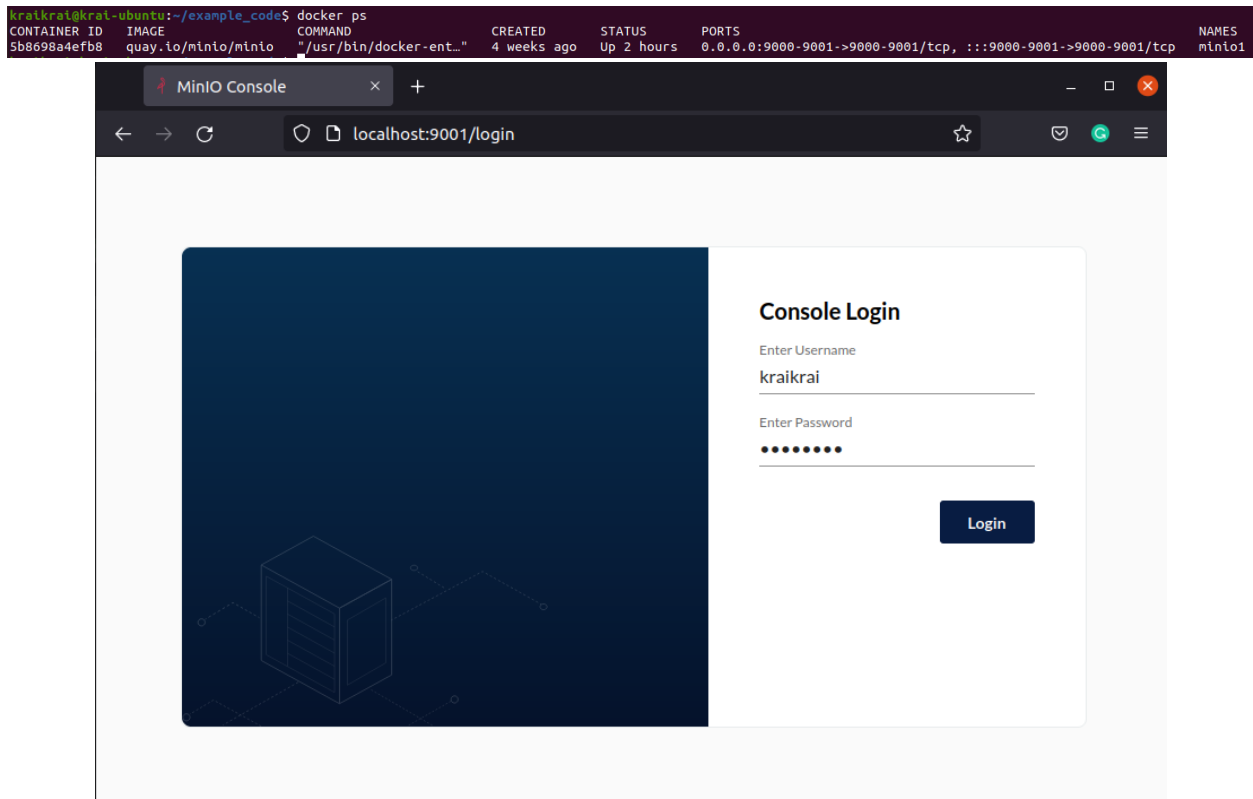 kraikrai@krai-ubuntu:~/example_code$ docker ps
CONTAINER ID IMAGE COMMAND CREATED STATUS PORTS NAMES
5b8698a4efb8 quay.io/minio/minio "/usr/bin/docker-ent…" 4 weeks ago Up 2 hours 0.0.0.0:9000-9001->9000-9001/tcp, :::9000-9001->9000-9001/tcp minio1
MinIO Console
localhost:9001/login
Console Login
Enter Username
kraikrai
Enter Password
••••••••
Login